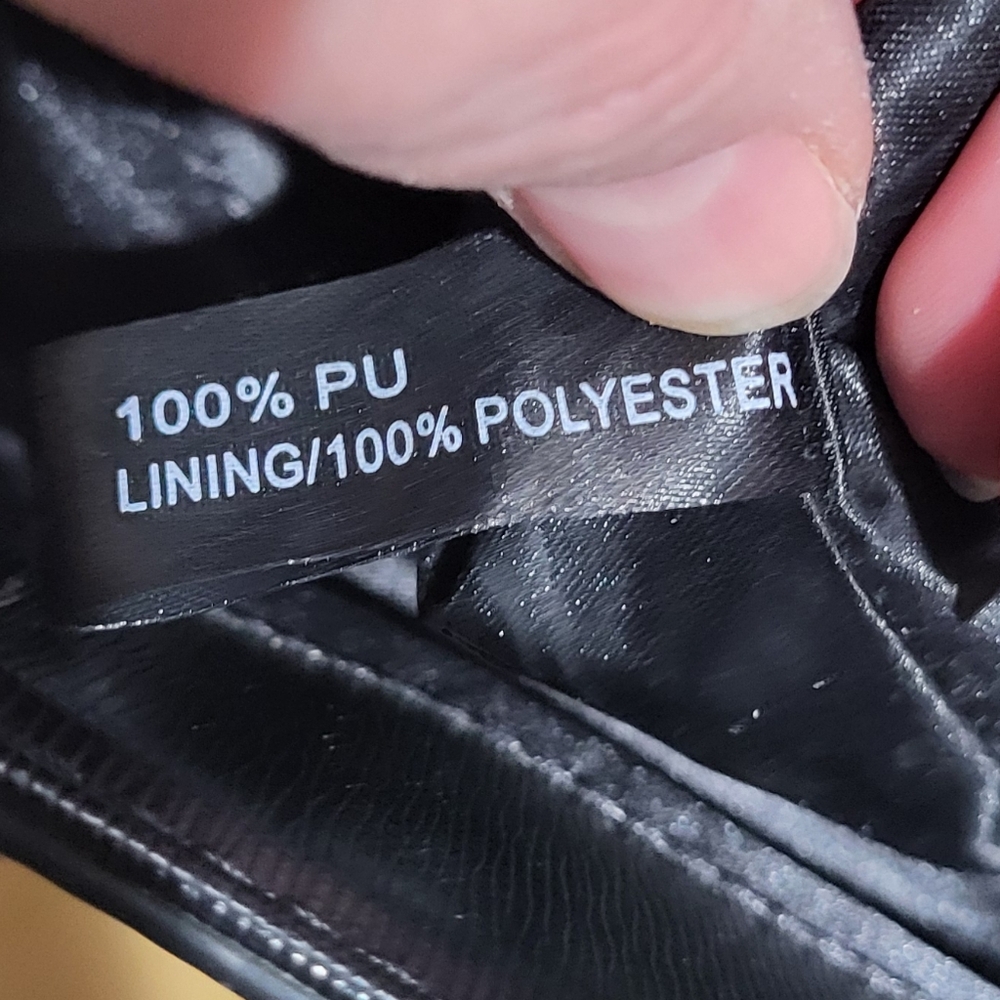 100% PU
LINING/100% POLYESTER